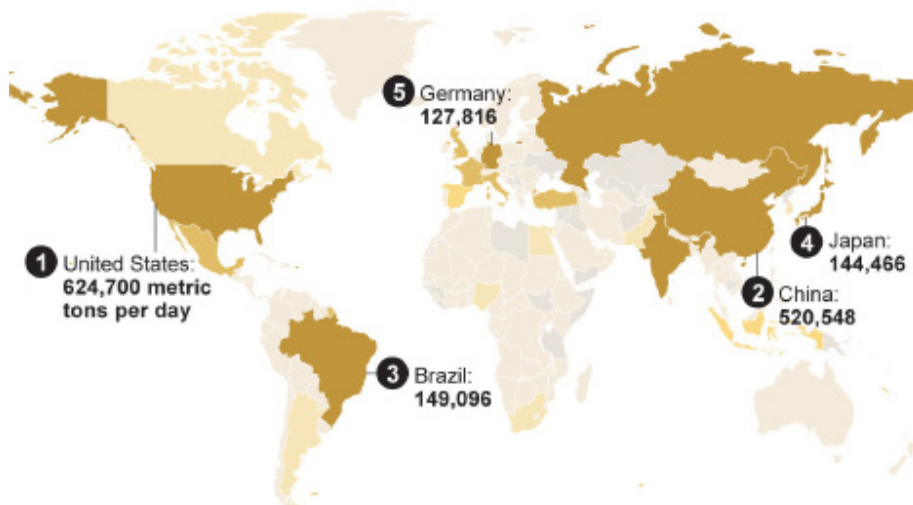 5 Germany:
127,816
1 United States:
624,700 metric
tons per day
4 Japan:
144,466
2 China:
520,548
3 Brazil:
149,096